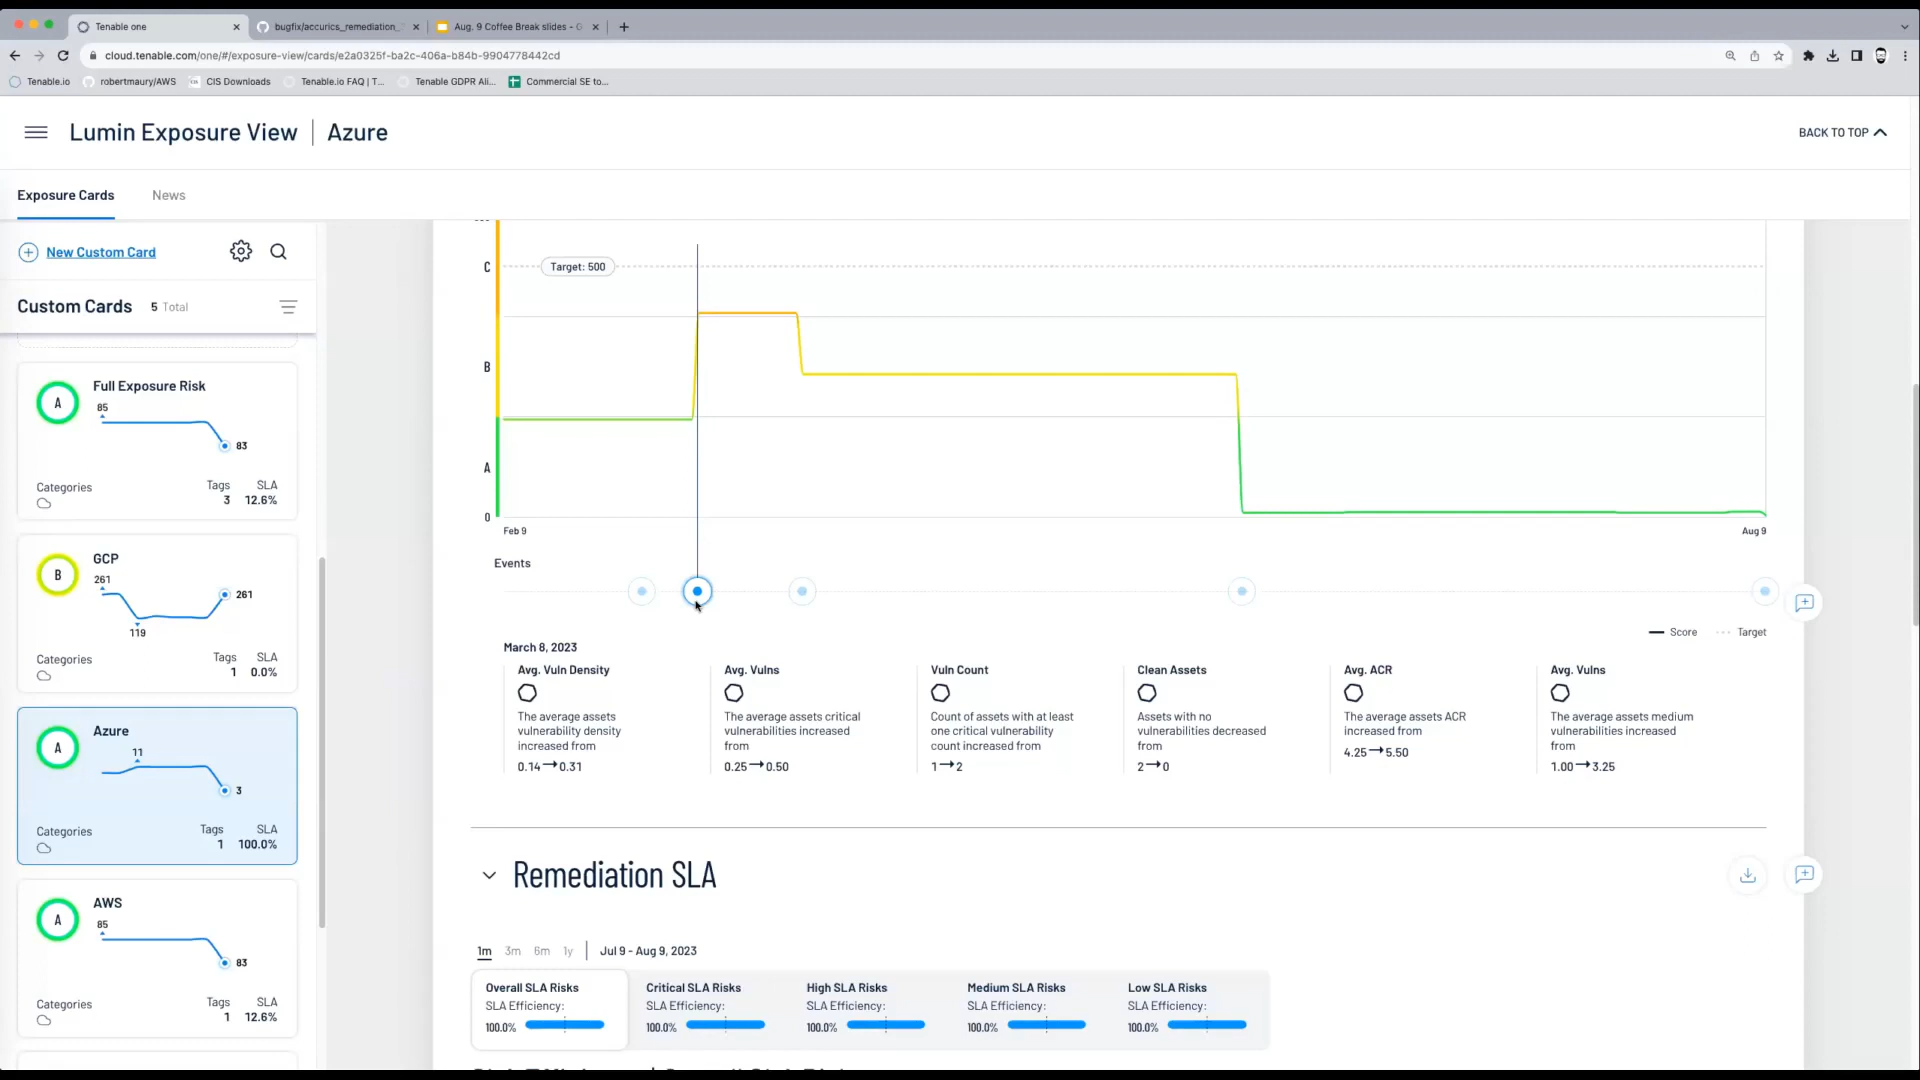 Tenable one
bugfix/accurics_remediation_
Aug. 9 Coffee Break slides - G
cloud.tenable.com/one/#/exposure-view/cards/e2a0325f-ba2c-406a-b84b-9904778442cd
Tenable.io
robertmaury/AWS
CIS Downloads
Tenable.io FAQ | T...
Tenable GDPR Ali...
Commercial SE to...
Lumin Exposure View | Azure
BACK TO TOP
Exposure Cards
News
New Custom Card
Custom Cards 5 Total
Full Exposure Risk
A
85
83
Categories
Tags
3
SLA
12.6%
GCP
B
261
119
261
Categories
Tags
1
SLA
0.0%
Azure
A
11
3
Categories
Tags
1
SLA
100.0%
AWS
A
85
83
Categories
Tags
1
SLA
12.6%
C
Target: 500
B
A
0
Feb 9
Aug 9
Events
Score
Target
March 8, 2023
Avg. Vuln Density
The average assets
vulnerability density
increased from
0.14→0.31
Avg. Vulns
The average assets critical
vulnerabilities increased
from
0.25→0.50
Vuln Count
Count of assets with at least
one critical vulnerability
count increased from
1→2
Clean Assets
Assets with no
vulnerabilities decreased
from
2→0
Avg. ACR
The average assets ACR
increased from
4.25→5.50
Avg. Vulns
The average assets medium
vulnerabilities increased
from
1.00→3.25
Remediation SLA
1m 3m 6m 1y | Jul 9 - Aug 9, 2023
Overall SLA Risks
SLA Efficiency:
100.0%
Critical SLA Risks
SLA Efficiency:
100.0%
High SLA Risks
SLA Efficiency:
100.0%
Medium SLA Risks
SLA Efficiency:
100.0%
Low SLA Risks
SLA Efficiency:
100.0%